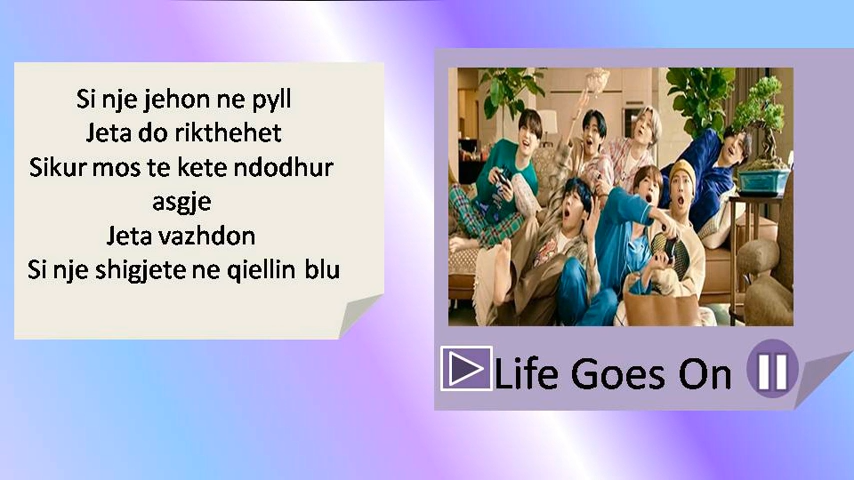 Si nje jehon ne pyll
Jeta do rikthehet
Sikur mos te kete ndodhur
asgje
Jeta vazhdon
Si nje shigjete ne qiellin blu
Life Goes On